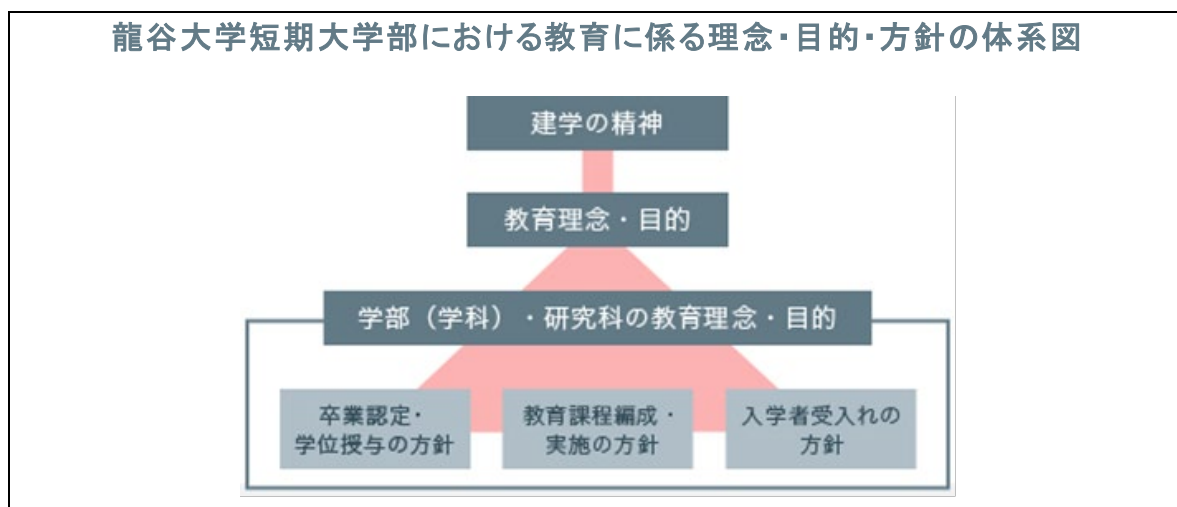 龍谷大学短期大学部における教育に係る理念・目的・方針の体系図
建学の精神
教育理念・目的
学部（学科）・研究科の教育理念・目的
卒業認定・
学位授与の方針
教育課程編成・
実施の方針
入学者受入れの
方針